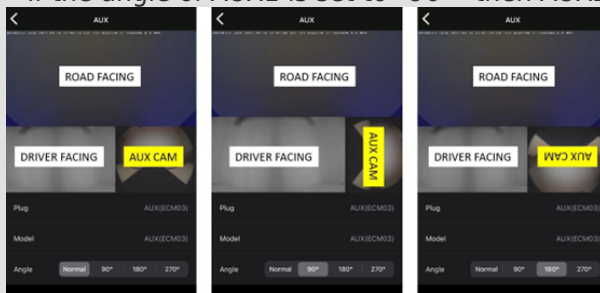 AUX
ROAD FACING
DRIVER FACING
AUX CAM
Plug AUX(ECM03)
Model AUX(ECM03)
Angle Normal 90° 180° 270°
AUX
ROAD FACING
DRIVER FACING
AUX CAM
Plug AUX(ECM03)
Model AUX(ECM03)
Angle Normal 90° 180° 270°
AUX
ROAD FACING
DRIVER FACING
AUX CAM
Plug AUX(ECM03)
Model AUX(ECM03)
Angle Normal 90° 180° 270°